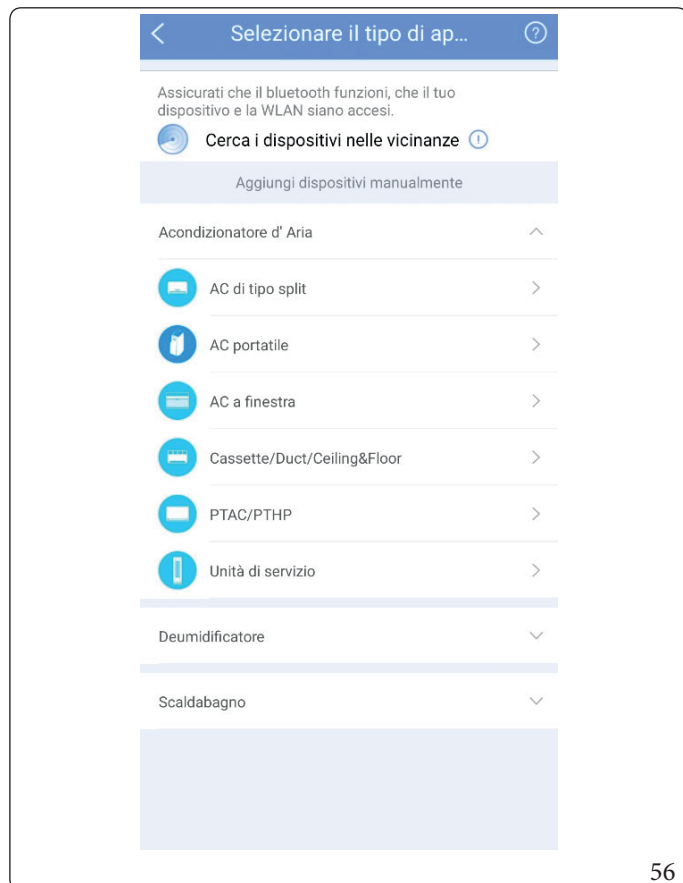 Selezionare il tipo di ap...
Assicurati che il bluetooth funzioni, che il tuo
dispositivo e la WLAN siano accesi.
Cerca i dispositivi nelle vicinanze
Aggiungi dispositivi manualmente
Acondizionatore d' Aria
AC di tipo split
AC portatile
AC a finestra
Cassette/Duct/Ceiling&Floor
PTAC/PTHP
Unità di servizio
Deumidificatore
Scaldabagno
56